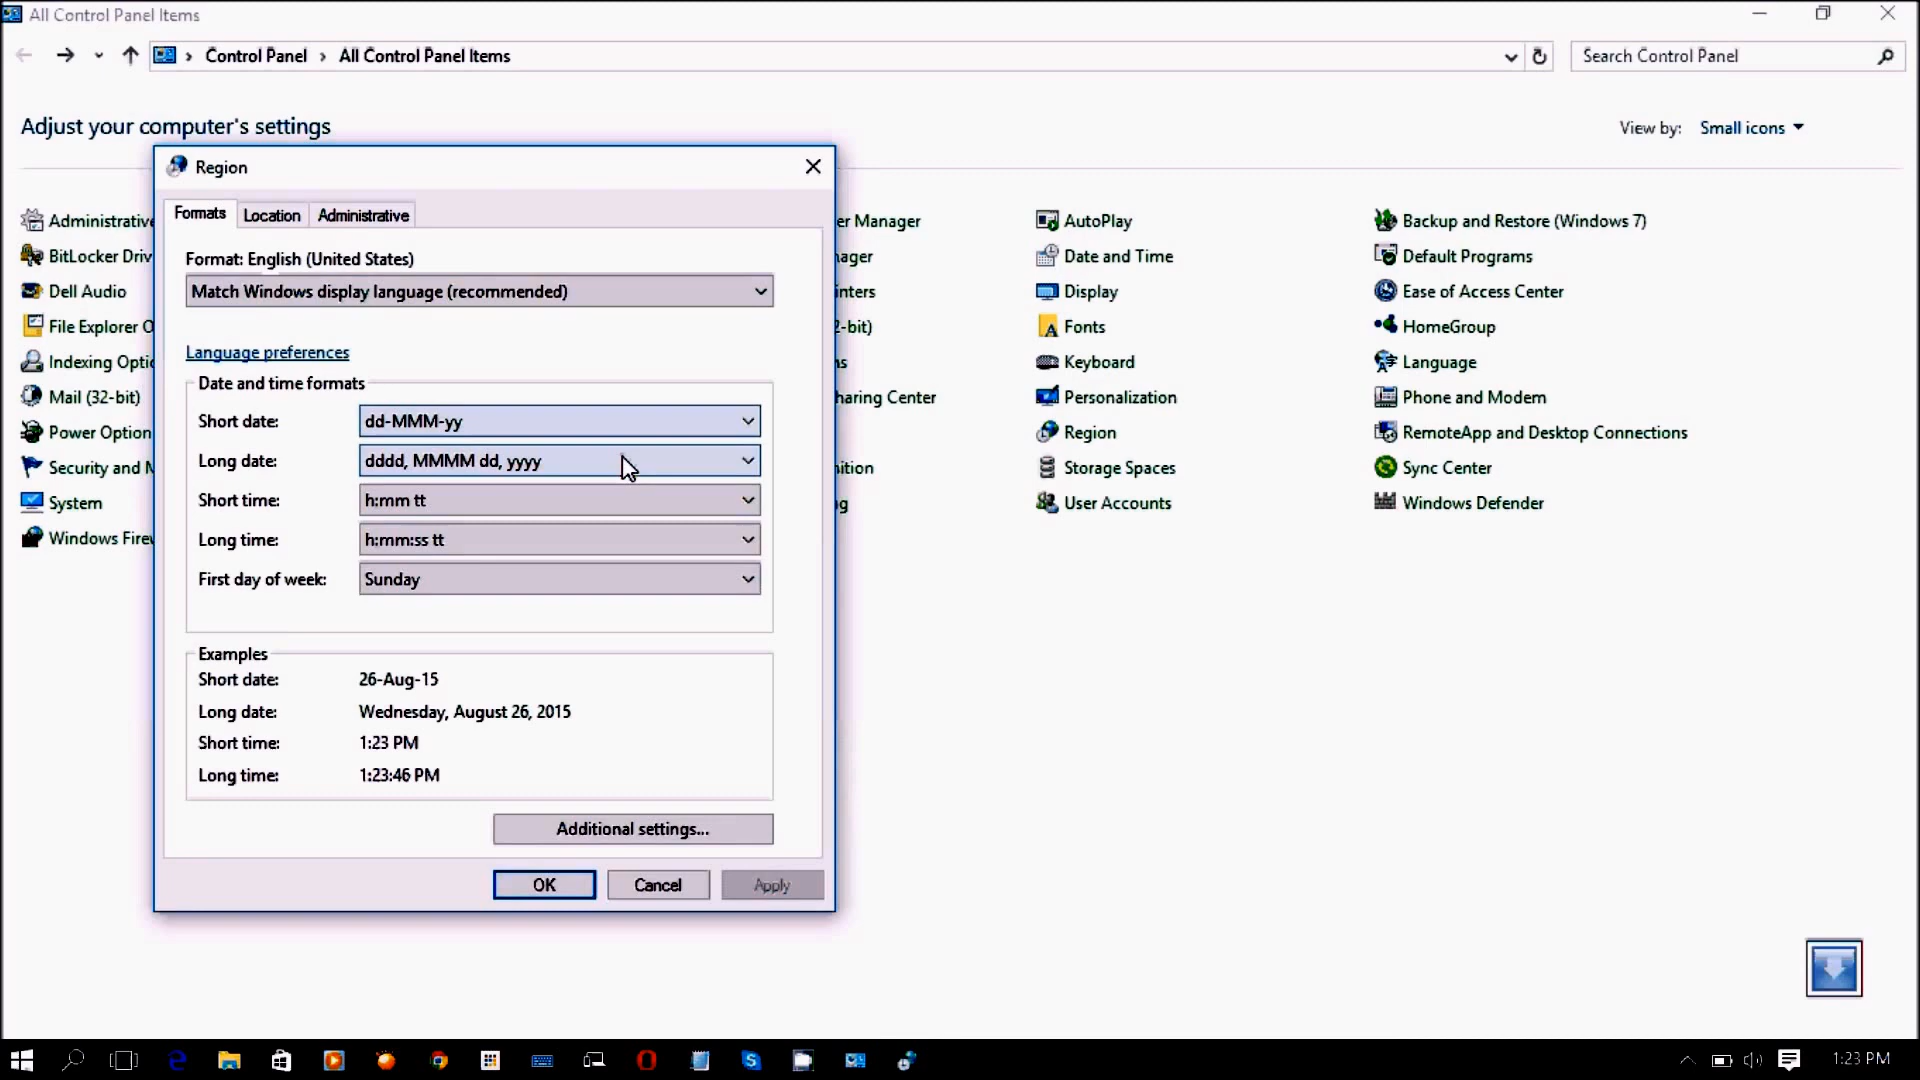 All Control Panel Items
Control Panel > All Control Panel Items
Search Control Panel
Adjust your computer's settings
View by: Small icons
Region
Formats Location Administrative
Format: English (United States)
Match Windows display language (recommended)
Language preferences
Date and time formats
Short date: dd-MMM-yy
Long date: dddd, MMMM dd, yyyy
Short time: h:mm tt
Long time: h:mm:ss tt
First day of week: Sunday
Examples
Short date: 26-Aug-15
Long date: Wednesday, August 26, 2015
Short time: 1:23 PM
Long time: 1:23:46 PM
Additional settings...
OK Cancel Apply
Administrative
BitLocker Driv
Dell Audio
File Explorer O
Indexing Optio
Mail (32-bit)
Power Option
Security and M
System
Windows Firew
er Manager
ager
inters
2-bit)
ns
haring Center
nition
ng
AutoPlay
Date and Time
Display
Fonts
Keyboard
Personalization
Region
Storage Spaces
User Accounts
Backup and Restore (Windows 7)
Default Programs
Ease of Access Center
HomeGroup
Language
Phone and Modem
RemoteApp and Desktop Connections
Sync Center
Windows Defender
1:23 PM